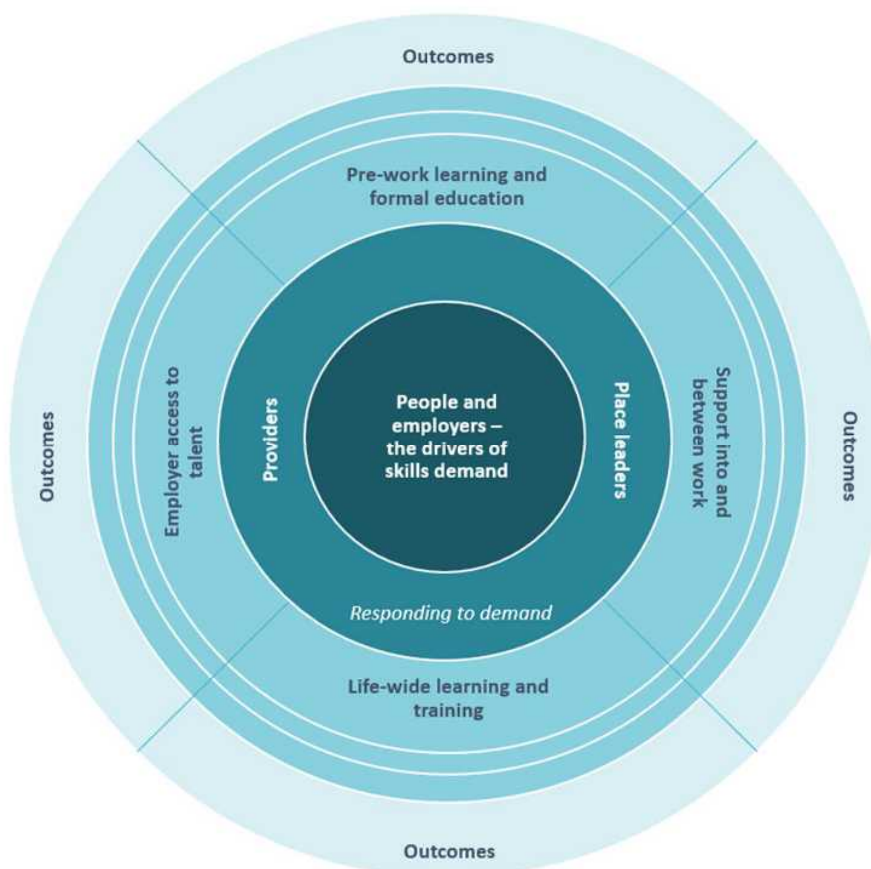 Outcomes
Pre-work learning and
formal education
Employer access to
talent
Providers
People and
employers –
the drivers of
skills demand
Place leaders
Support into and
between work
Outcomes
Outcomes
Responding to demand
Life-wide learning and
training
Outcomes